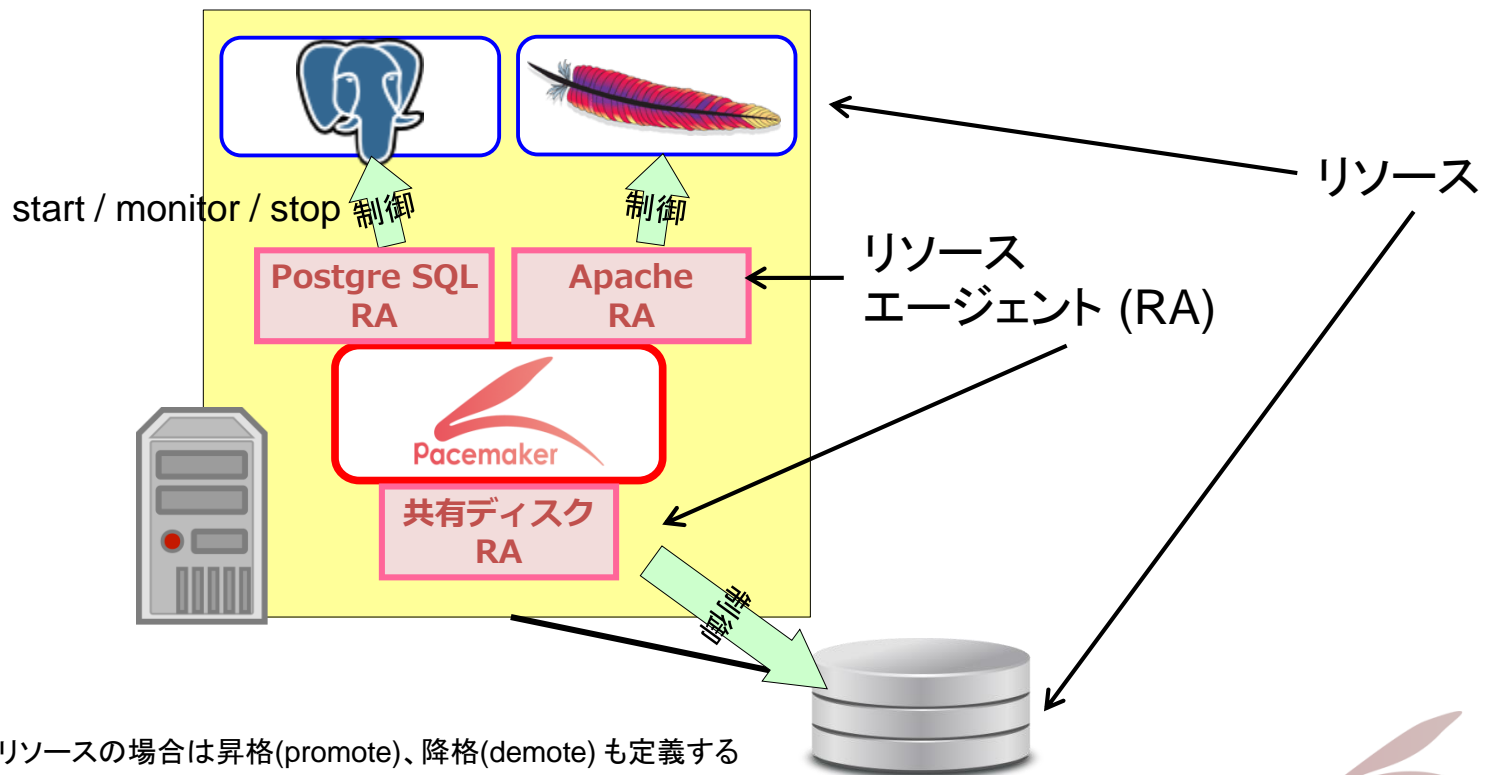 start / monitor / stop
制御
制御
リソース
Postgre SQL
RA
Apache
RA
リソース
エージェント (RA)
Pacemaker
共有ディスク
RA
制御
リソースの場合は昇格(promote)、降格(demote) も定義する